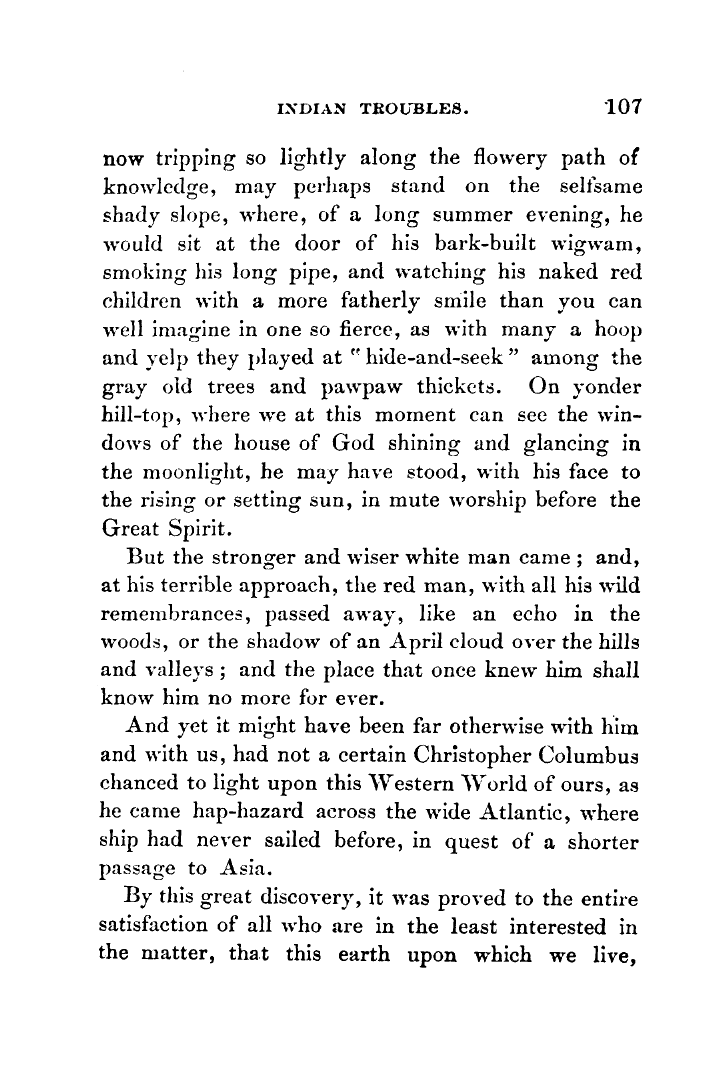 INDIAN TROUBLES. 107
now tripping so lightly along the flowery path of
knowledge, may perhaps stand on the selfsame
shady slope, where, of a long summer evening, he
would sit at the door of his bark-built wigwam,
smoking his long pipe, and watching his naked red
children with a more fatherly smile than you can
well imagine in one so fierce, as with many a hoop
and yelp they played at "hide-and-seek" among the
gray old trees and pawpaw thickets. On yonder
hill-top, where we at this moment can see the win-
dows of the house of God shining and glancing in
the moonlight, he may have stood, with his face to
the rising or setting sun, in mute worship before the
Great Spirit.
But the stronger and wiser white man came; and,
at his terrible approach, the red man, with all his wild
remembrances, passed away, like an echo in the
woods, or the shadow of an April cloud over the hills
and valleys; and the place that once knew him shall
know him no more for ever.
And yet it might have been far otherwise with him
and with us, had not a certain Christopher Columbus
chanced to light upon this Western World of ours, as
he came hap-hazard across the wide Atlantic, where
ship had never sailed before, in quest of a shorter
passage to Asia.
By this great discovery, it was proved to the entire
satisfaction of all who are in the least interested in
the matter, that this earth upon which we live,